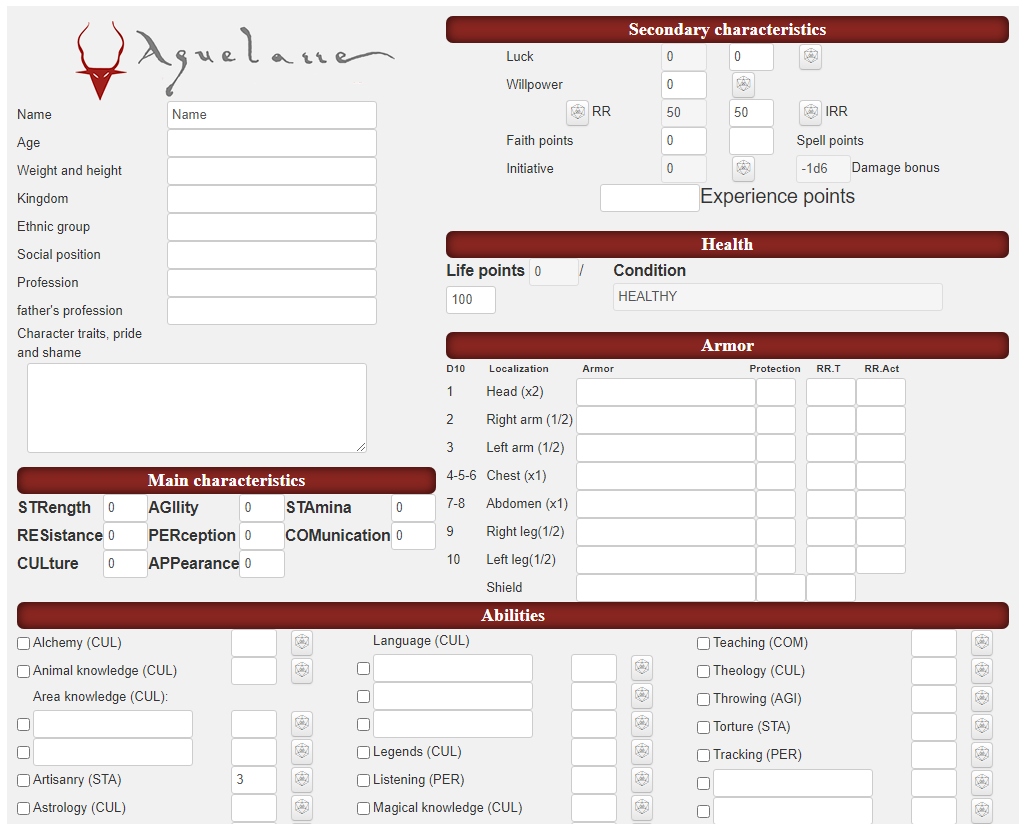 Aquelarre
Name Name
Age
Weight and height
Kingdom
Ethnic group
Social position
Profession
father's profession
Character traits, pride
and shame
Main characteristics
STRength 0 AGIlity 0 STAmina 0
RESistance 0 PERception 0 COMunication 0
CULture 0 APPearance 0
Secondary characteristics
Luck 0 0
Willpower 0
RR 50 50 IRR
Faith points 0 Spell points
Initiative 0 -1d6 Damage bonus
Experience points
Health
Life points 0 / Condition
100 HEALTHY
Armor
D10 Localization Armor Protection RR.T RR.Act
1 Head (x2)
2 Right arm (1/2)
3 Left arm (1/2)
4-5-6 Chest (x1)
7-8 Abdomen (x1)
9 Right leg(1/2)
10 Left leg(1/2)
Shield
Abilities
Alchemy (CUL)
Animal knowledge (CUL)
Area knowledge (CUL):
Artisanry (STA) 3
Astrology (CUL)
Language (CUL)
Legends (CUL)
Listening (PER)
Magical knowledge (CUL)
Teaching (COM)
Theology (CUL)
Throwing (AGI)
Torture (STA)
Tracking (PER)